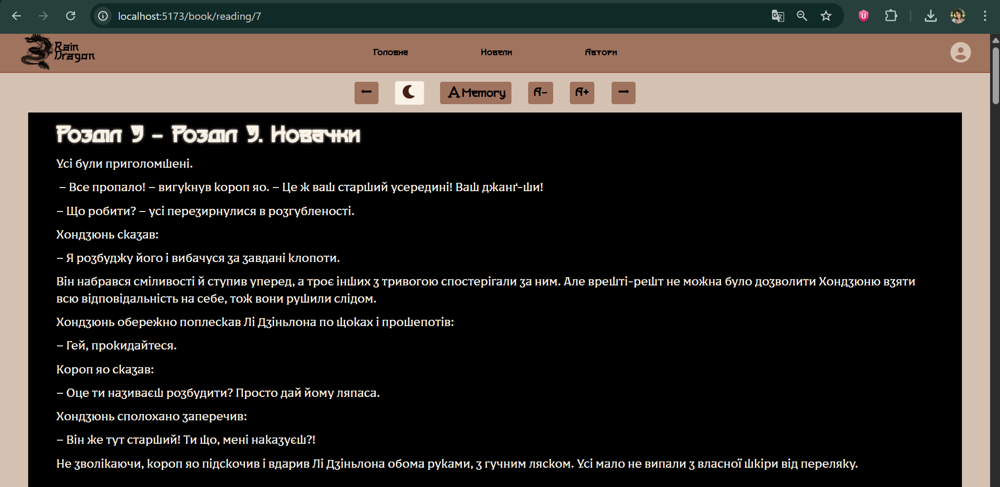 localhost:5173/book/reading/7
Rain
Dragon
Головна
Новели
Автори
← A Memory A- A+ →
Розділ 9 – Розділ 9. Новачки
Усі були приголомшені.
– Все пропало! – вигукнув короп яо. – Це ж ваш старший усередині! Ваш джанґ-ши!
– Що робити? – усі перезирнулися в розгубленості.
Хондзюнь сказав:
– Я розбуджу його і вибачуся за завдані клопоти.
Він набрався сміливості й ступив уперед, а троє інших з тривогою спостерігали за ним. Але врешті-решт не можна було дозволити Хондзюню взяти
всю відповідальність на себе, тож вони рушили слідом.
Хондзюнь обережно поплескав Лі Дзіньлона по щоках і прошепотів:
– Гей, прокидайтеся.
Короп яо сказав:
– Оце ти називаєш розбудити? Просто дай йому ляпаса.
Хондзюнь сполохано заперечив:
– Він же тут старший! Ти що, мені наказуєш?!
Не зволікаючи, короп яо підскочив і вдарив Лі Дзіньлона обома руками, з гучним ляском. Усі мало не випали з власної шкіри від переляку.